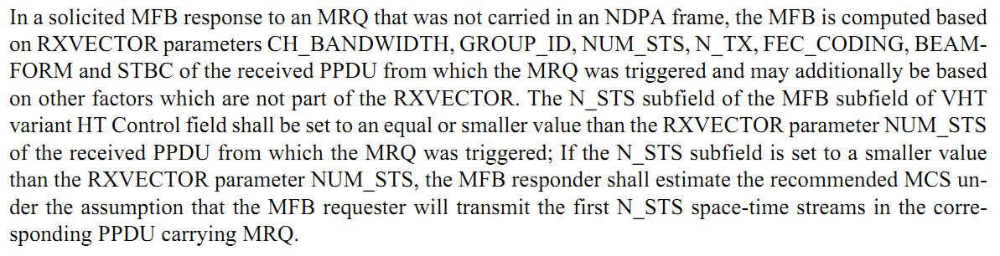 In a solicited MFB response to an MRQ that was not carried in an NDPA frame, the MFB is computed based
on RXVECTOR parameters CH_BANDWIDTH, GROUP_ID, NUM_STS, N_TX, FEC_CODING, BEAM-
FORM and STBC of the received PPDU from which the MRQ was triggered and may additionally be based
on other factors which are not part of the RXVECTOR. The N_STS subfield of the MFB subfield of VHT
variant HT Control field shall be set to an equal or smaller value than the RXVECTOR parameter NUM_STS
of the received PPDU from which the MRQ was triggered; If the N_STS subfield is set to a smaller value
than the RXVECTOR parameter NUM_STS, the MFB responder shall estimate the recommended MCS un-
der the assumption that the MFB requester will transmit the first N_STS space-time streams in the corre-
sponding PPDU carrying MRQ.